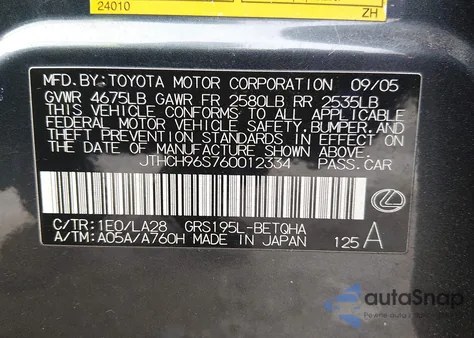 24010
ZH
MFD.BY:TOYOTA MOTOR CORPORATION 09/05
GVWR 4675LB GAWR FR 2580LB RR 2535LB
THIS VEHICLE CONFORMS TO ALL APPLICABLE
FEDERAL MOTOR VEHICLE SAFETY, BUMPER, AND
THEFT PREVENTION STANDARDS IN EFFECT ON
THE DATE OF MANUFACTURE SHOWN ABOVE.
JTHCH96S760012334 PASS.CAR
C/TR:1E0/LA28 GRS195L-BETQHA
A/TM:A05A/A760H MADE IN JAPAN 125 A
autoSnap